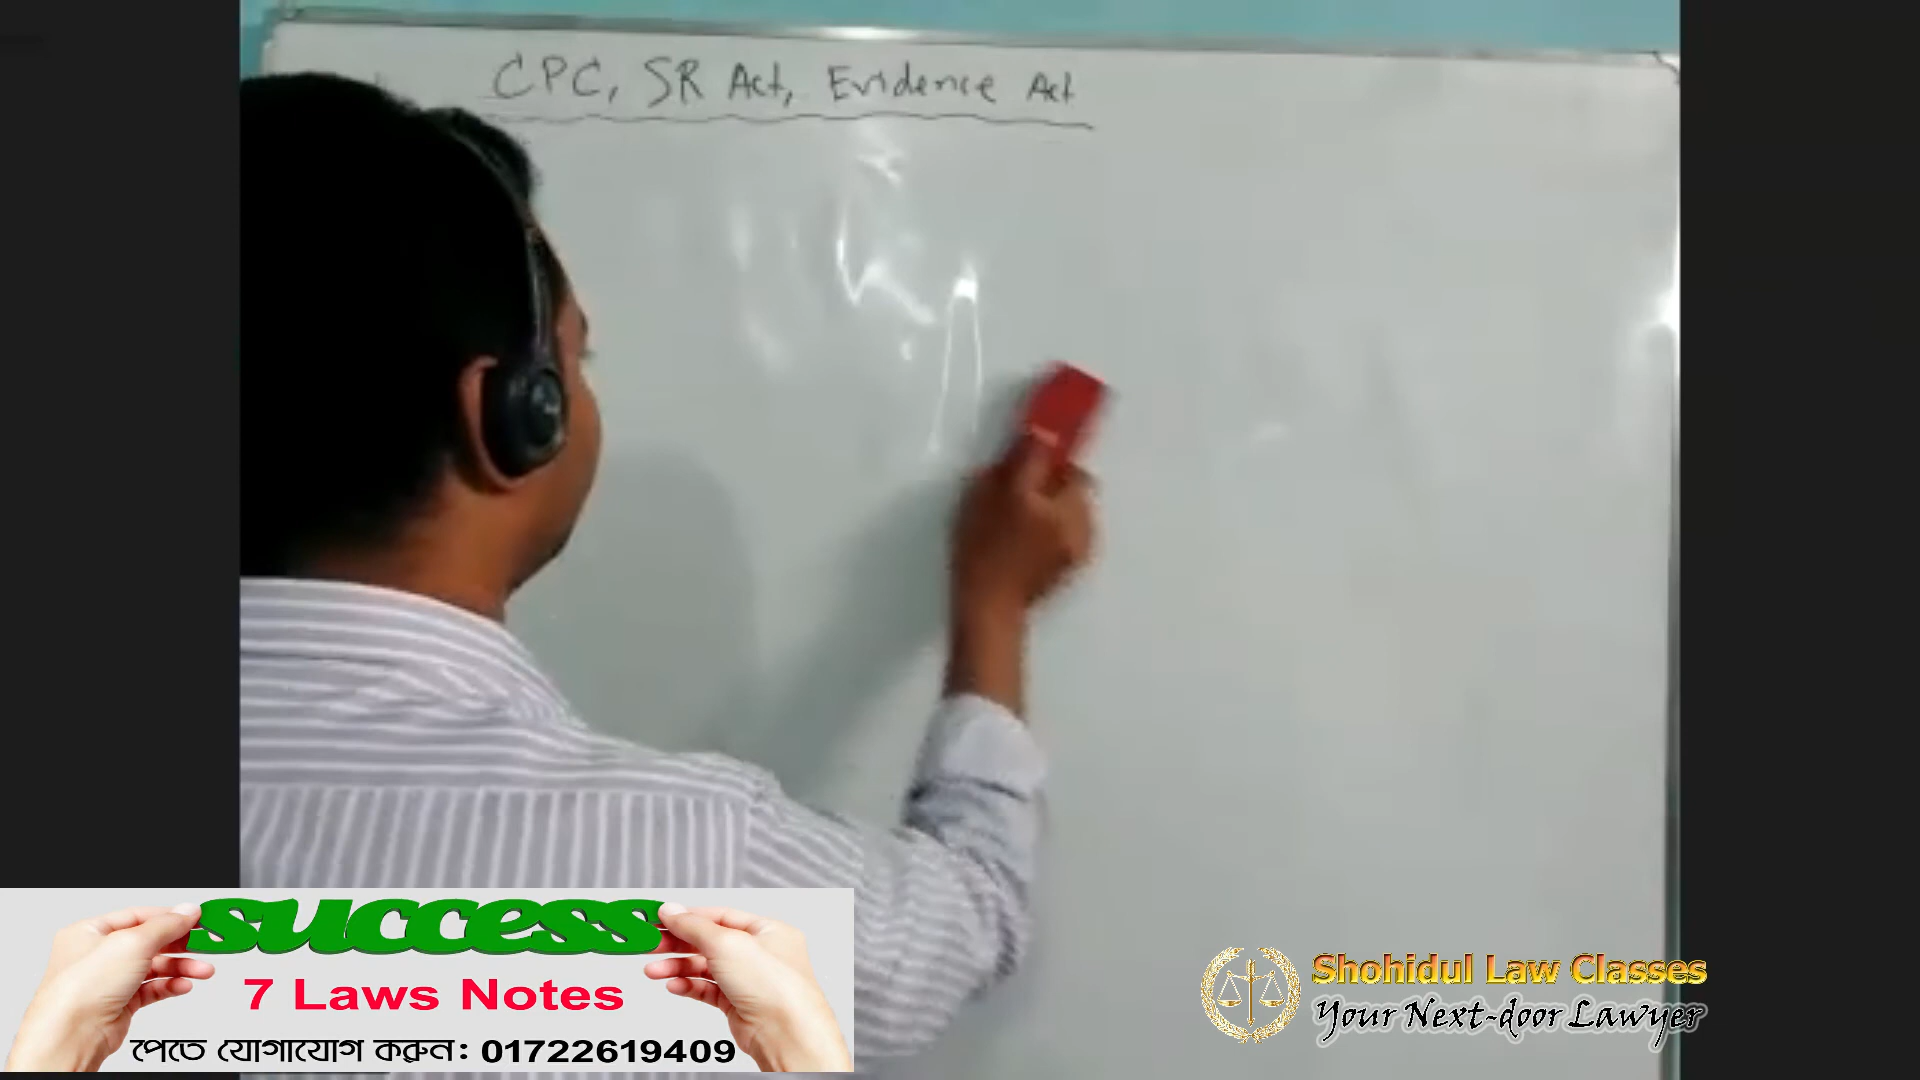 CPC, SR Act, Evidence Act
success
7 Laws Notes
পেতে যোগাযোগ করুন: 01722619409
Shohidul Law Classes
Your Next-door Lawyer